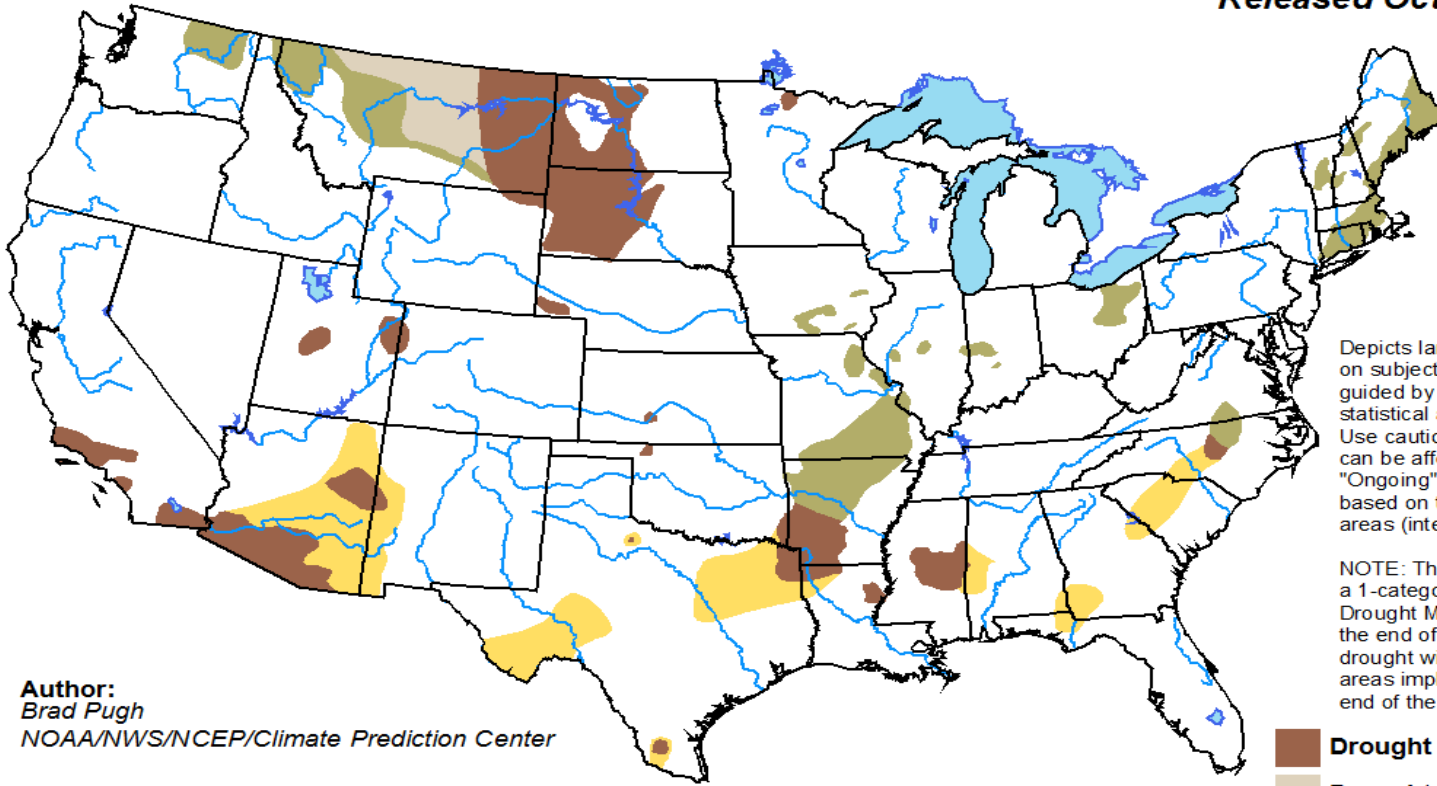 Released Oct
Depicts la
on subject
guided by
statistical
Use cautio
can be affe
"Ongoing"
based on t
areas (inte
NOTE: Th
a 1-catego
Drought M
the end of
drought wi
areas impl
end of the
Author:
Brad Pugh
NOAA/NWS/NCEP/Climate Prediction Center
Drought